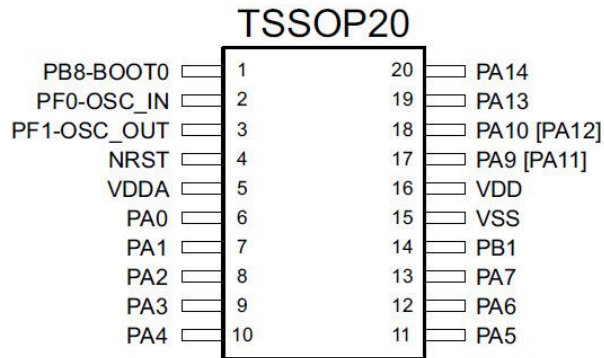 TSSOP20
PB8-BOOT0 1 20 PA14
PF0-OSC_IN 2 19 PA13
PF1-OSC_OUT 3 18 PA10 [PA12]
NRST 4 17 PA9 [PA11]
VDDA 5 16 VDD
PA0 6 15 VSS
PA1 7 14 PB1
PA2 8 13 PA7
PA3 9 12 PA6
PA4 10 11 PA5